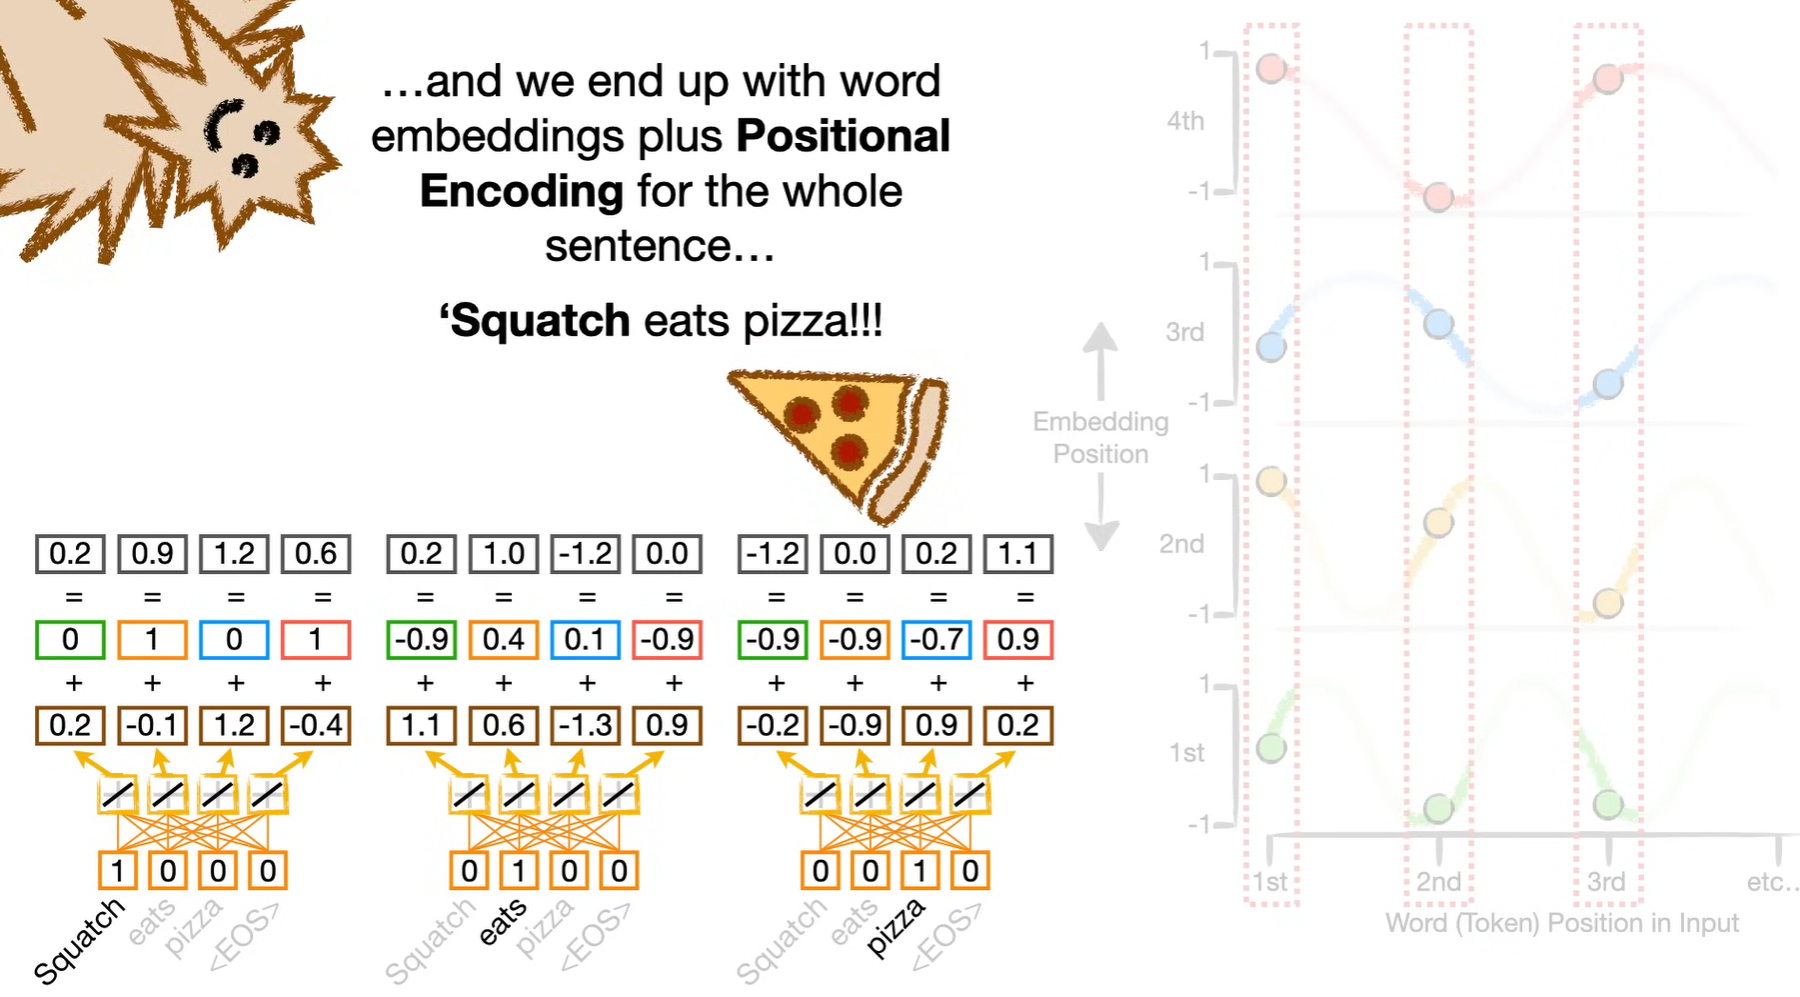 …and we end up with word
embeddings plus Positional
Encoding for the whole
sentence…
‘Squatch eats pizza!!!
0.2 0.9 1.2 0.6 0.2 1.0 -1.2 0.0 -1.2 0.0 0.2 1.1
= = = = = = = = = = = =
0 1 0 1 -0.9 0.4 0.1 -0.9 -0.9 -0.9 -0.7 0.9
+ + + + + + + + + + + +
0.2 -0.1 1.2 -0.4 1.1 0.6 -1.3 0.9 -0.2 -0.9 0.9 0.2
1 0 0 0 0 1 0 0 0 0 1 0
Squatch eats pizza <EOS> Squatch eats pizza <EOS> Squatch eats pizza <EOS>
Embedding
Position
1
4th
-1
1
3rd
-1
1
2nd
-1
1
1st
-1
1st 2nd 3rd etc…
Word (Token) Position in Input